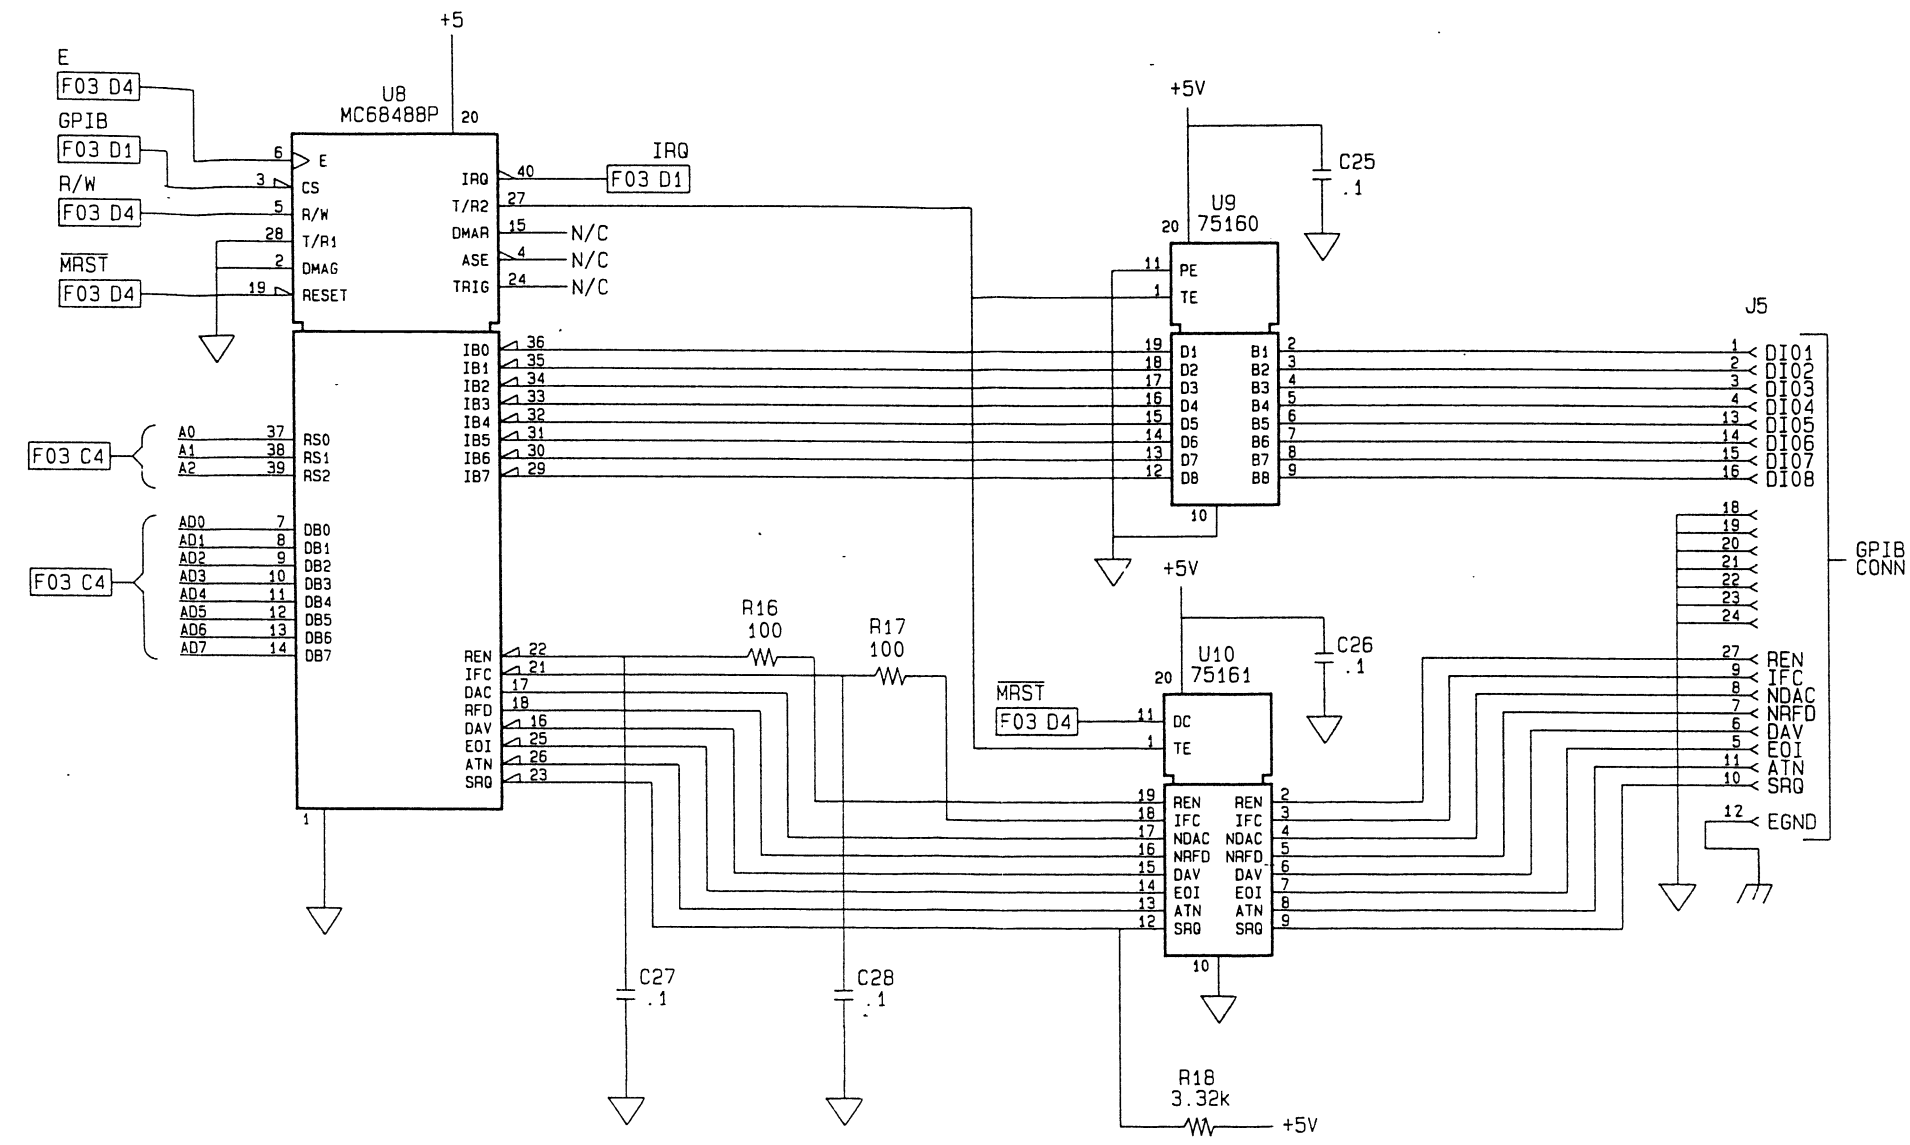 +5
E
F03 D4
GPIB
F03 D1
R/W
F03 D4
MRST
F03 D4
U8
MC68488P
20
6 E
3 CS
5 R/W
28 T/R1
2 DMAG
19 RESET
IRQ 40
T/R2 27
DMAR 15 N/C
ASE 4 N/C
TRIG 24 N/C
IRQ
F03 D1
IB0 36
IB1 35
IB2 34
IB3 33
IB4 32
IB5 31
IB6 30
IB7 29
F03 C4
A0 37 RS0
A1 38 RS1
A2 39 RS2
F03 C4
AD0 7 DB0
AD1 8 DB1
AD2 9 DB2
AD3 10 DB3
AD4 11 DB4
AD5 12 DB5
AD6 13 DB6
AD7 14 DB7
REN 22
IFC 21
DAC 17
RFD 18
DAV 16
EOI 25
ATN 26
SRQ 23
1
R16
100
R17
100
C27
.1
C28
.1
+5V
C25
.1
U9
75160
20
11 PE
1 TE
19 D1 B1 2
18 D2 B2 3
17 D3 B3 4
16 D4 B4 5
15 D5 B5 6
14 D6 B6 7
13 D7 B7 8
12 D8 B8 9
10
+5V
C26
.1
U10
75161
20
MRST
F03 D4
11 DC
1 TE
19 REN REN 2
18 IFC IFC 3
17 NDAC NDAC 4
16 NRFD NRFD 5
15 DAV DAV 6
14 EOI EOI 7
13 ATN ATN 8
12 SRQ SRQ 9
10
R18
3.32k
+5V
J5
1 DIO1
2 DIO2
3 DIO3
4 DIO4
13 DIO5
14 DIO6
15 DIO7
16 DIO8
18
19
20
21
22
23
24
27 REN
9 IFC
8 NDAC
7 NRFD
6 DAV
5 EOI
11 ATN
10 SRQ
12 EGND
GPIB
CONN